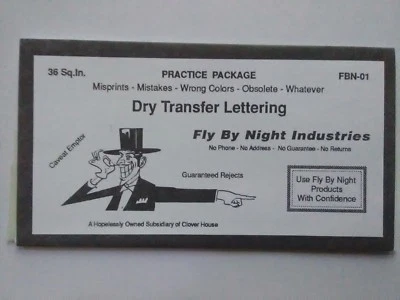 36 Sq.In.
PRACTICE PACKAGE
FBN-01
Misprints - Mistakes - Wrong Colors - Obsolete - Whatever
Dry Transfer Lettering
Caveat Emptor
Fly By Night Industries
No Phone - No Address - No Guarantee - No Returns
Guaranteed Rejects
Use Fly By Night
Products
With Confidence
A Hopelessly Owned Subsidiary of Clover House